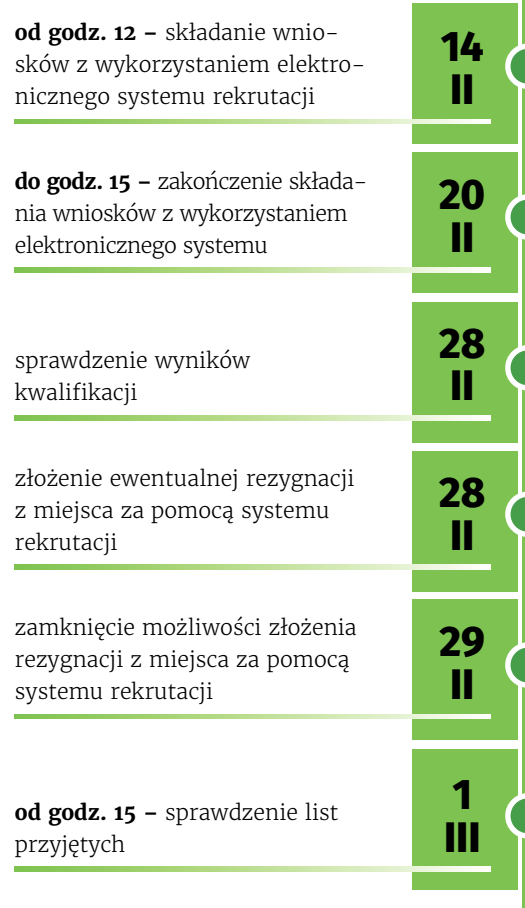 od godz. 12 – składanie wnio-
sków z wykorzystaniem elektro-
nicznego systemu rekrutacji
14
II
do godz. 15 – zakończenie składa-
nia wniosków z wykorzystaniem
elektronicznego systemu
20
II
sprawdzenie wyników
kwalifikacji
28
II
złożenie ewentualnej rezygnacji
z miejsca za pomocą systemu
rekrutacji
28
II
zamknięcie możliwości złożenia
rezygnacji z miejsca za pomocą
systemu rekrutacji
29
II
od godz. 15 – sprawdzenie list
przyjętych
1
III